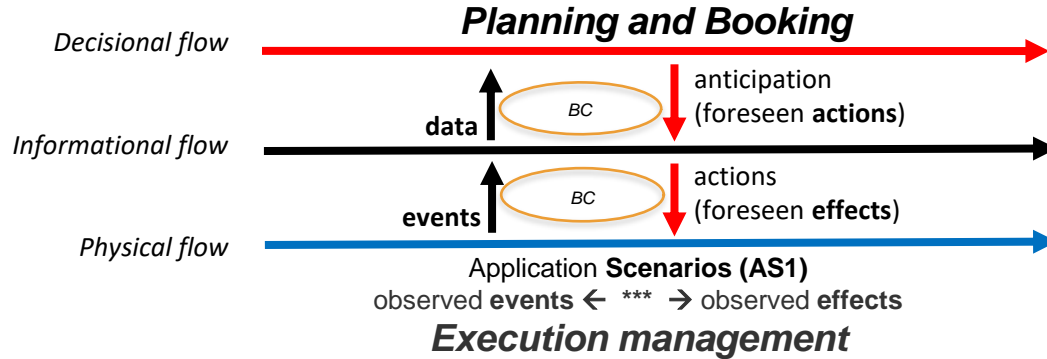 Planning and Booking
Decisional flow
anticipation
(foreseen actions)
BC
data
Informational flow
actions
(foreseen effects)
BC
events
Physical flow
Application Scenarios (AS1)
observed events ← *** → observed effects
Execution management